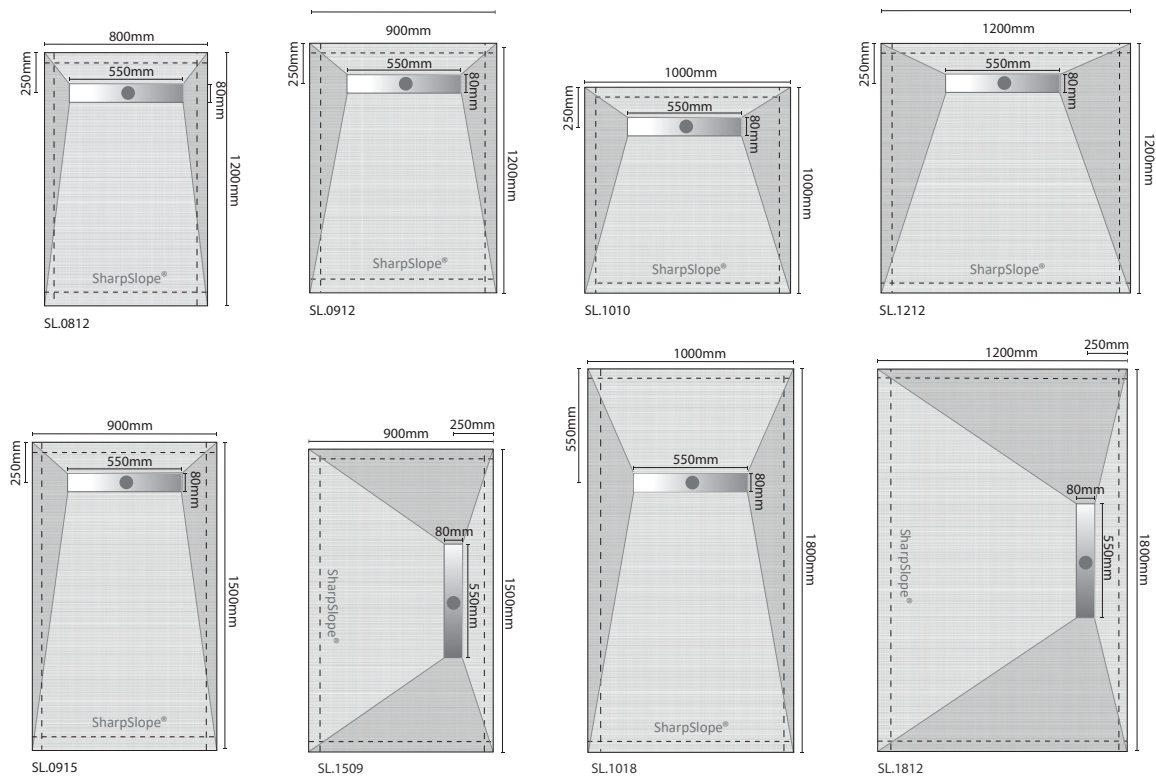 800mm
250mm
550mm
80mm
1200mm
SharpSlope®
SL.0812
900mm
250mm
550mm
80mm
1200mm
SharpSlope®
SL.0912
1000mm
250mm
550mm
80mm
1000mm
SharpSlope®
SL.1010
1200mm
250mm
550mm
80mm
1200mm
SharpSlope®
SL.1212
900mm
250mm
550mm
80mm
1500mm
SharpSlope®
SL.0915
250mm
900mm
80mm
550mm
1500mm
SharpSlope®
SL.1509
1000mm
550mm
550mm
80mm
1800mm
SharpSlope®
SL.1018
250mm
1200mm
80mm
550mm
1800mm
SharpSlope®
SL.1812